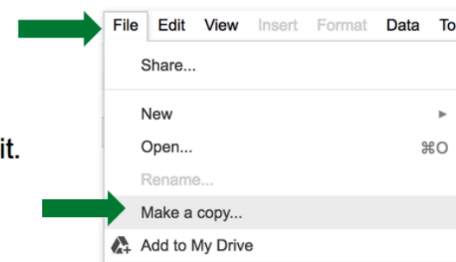 File Edit View Insert Format Data To
Share...
New ►
it.
Open... ⌘O
Rename...
Make a copy...
Add to My Drive